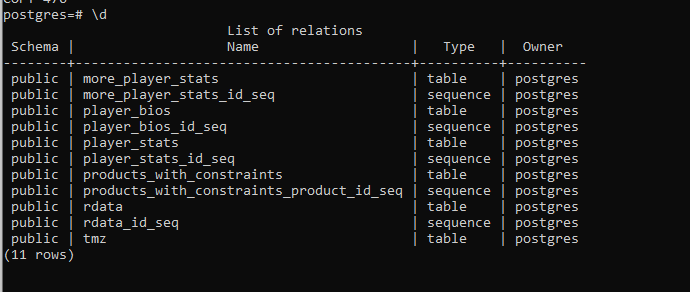 COPY 470
postgres=# \d
List of relations
Schema | Name | Type | Owner
--------+-----------------------------------------+----------+----------
public | more_player_stats | table | postgres
public | more_player_stats_id_seq | sequence | postgres
public | player_bios | table | postgres
public | player_bios_id_seq | sequence | postgres
public | player_stats | table | postgres
public | player_stats_id_seq | sequence | postgres
public | products_with_constraints | table | postgres
public | products_with_constraints_product_id_seq | sequence | postgres
public | rdata | table | postgres
public | rdata_id_seq | sequence | postgres
public | tmz | table | postgres
(11 rows)